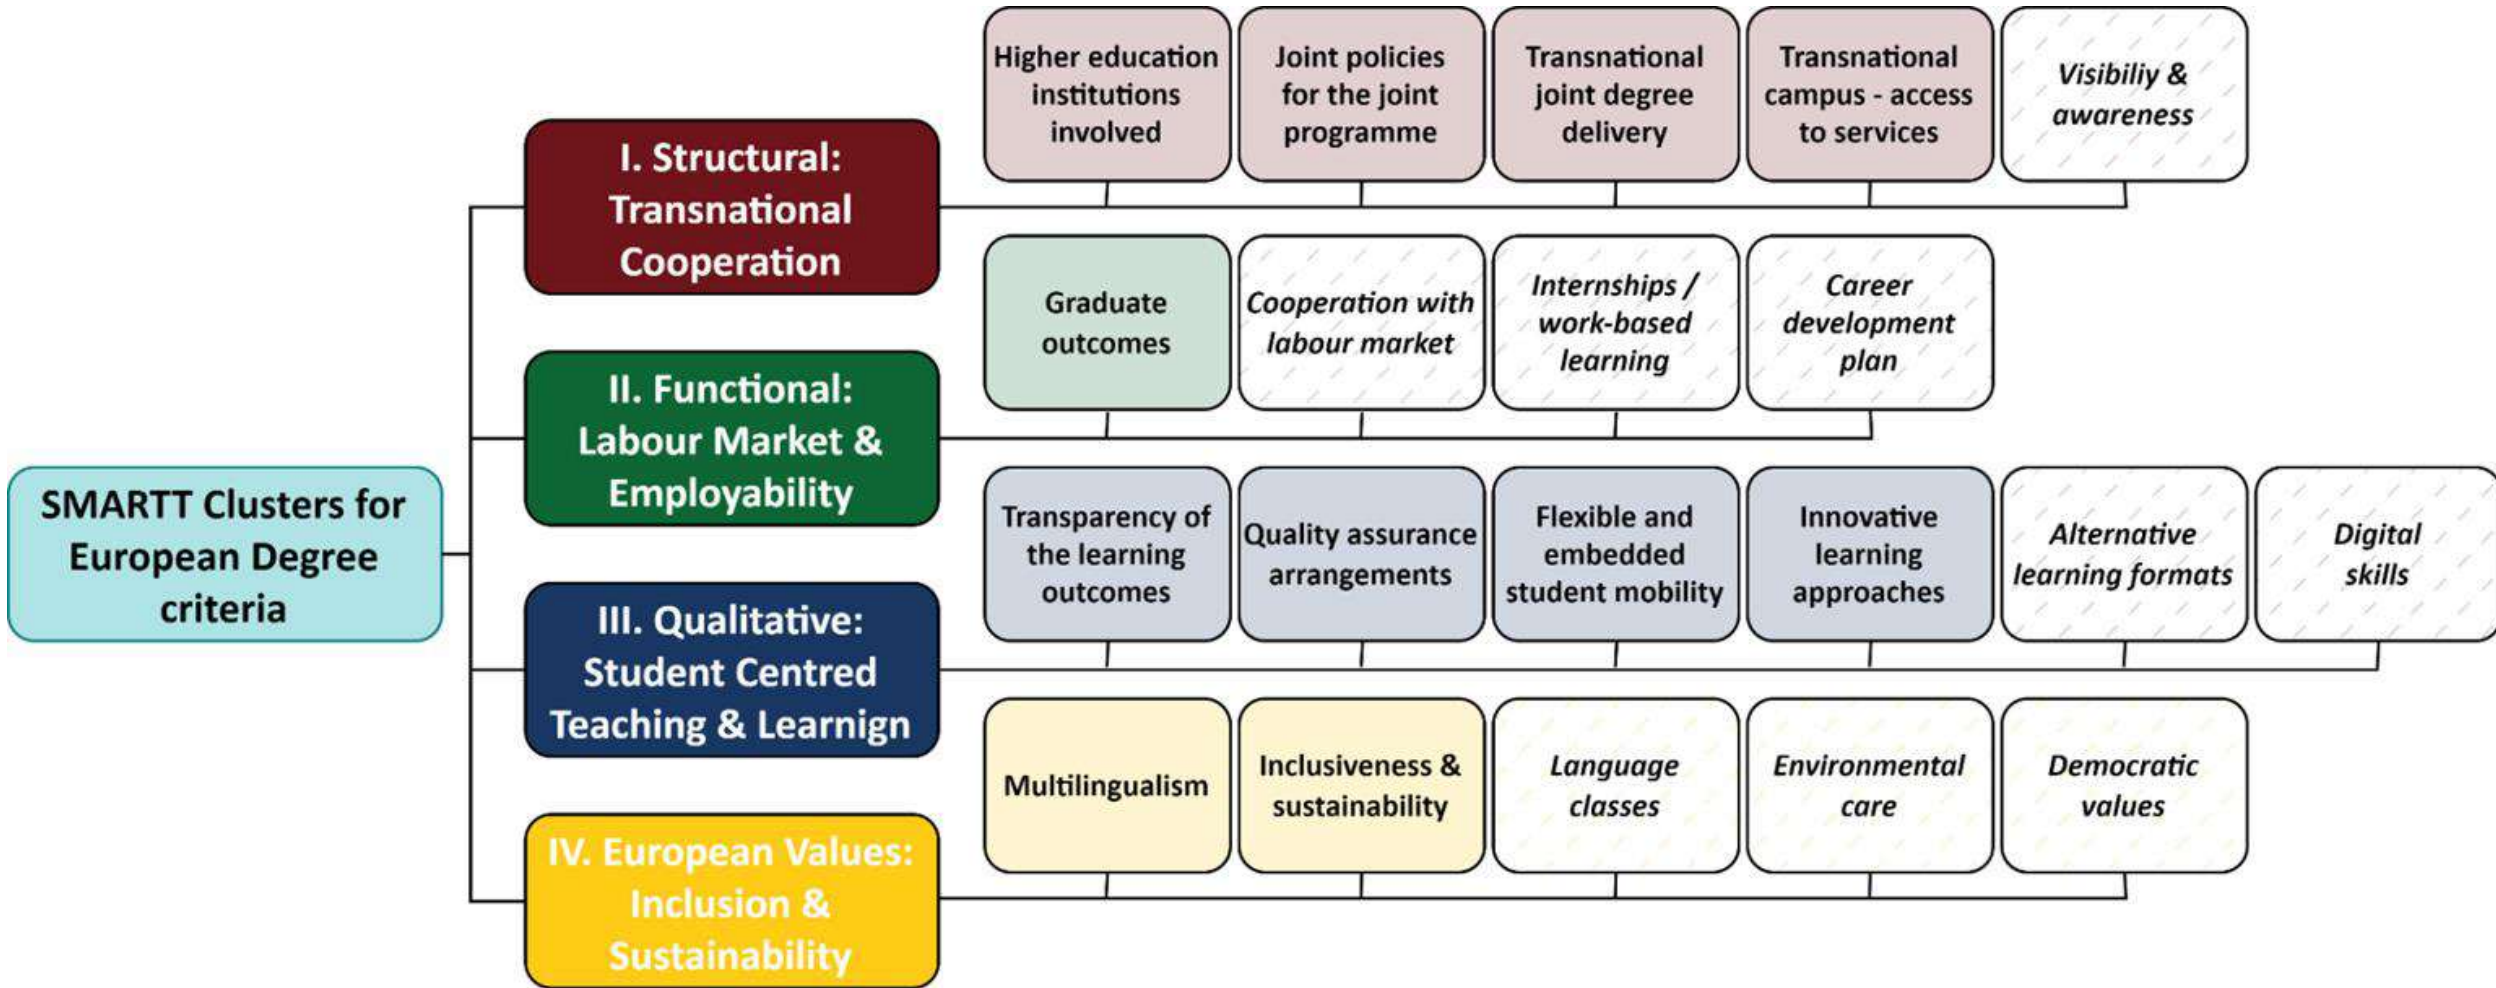 SMARTT Clusters for
European Degree
criteria
I. Structural:
Transnational
Cooperation
Higher education
institutions
involved
Joint policies
for the joint
programme
Transnational
joint degree
delivery
Transnational
campus - access
to services
Visibiliy &
awareness
II. Functional:
Labour Market &
Employability
Graduate
outcomes
Cooperation with
labour market
Internships /
work-based
learning
Career
development
plan
III. Qualitative:
Student Centred
Teaching & Learnign
Transparency of
the learning
outcomes
Quality assurance
arrangements
Flexible and
embedded
student mobility
Innovative
learning
approaches
Alternative
learning formats
Digital
skills
IV. European Values:
Inclusion &
Sustainability
Multilingualism
Inclusiveness &
sustainability
Language
classes
Environmental
care
Democratic
values